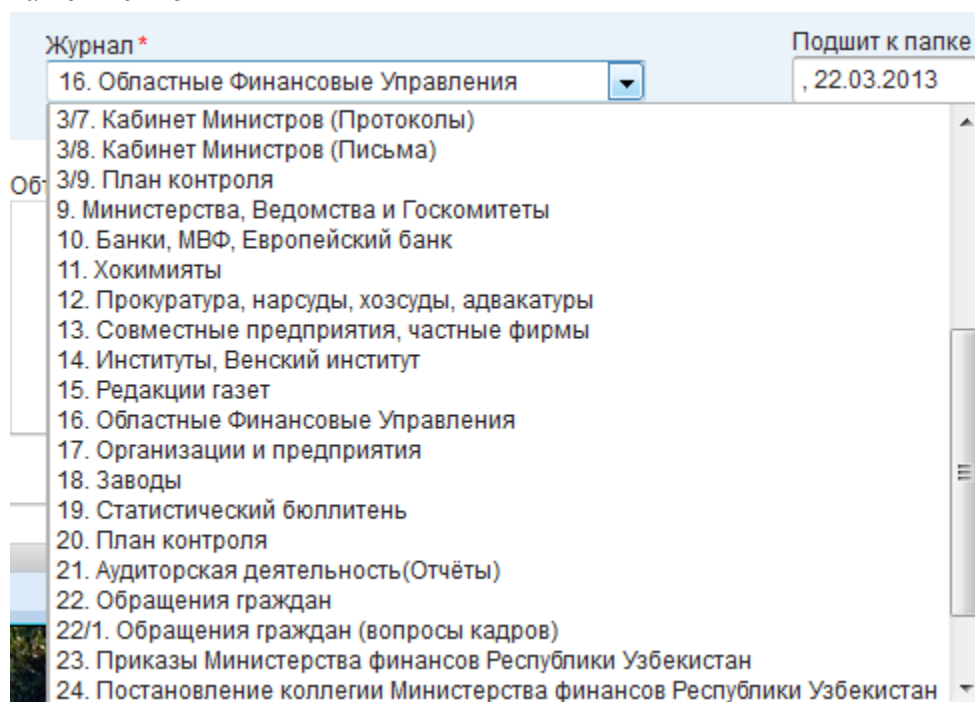 Журнал *
Подшит к папке
16. Областные Финансовые Управления
, 22.03.2013
3/7. Кабинет Министров (Протоколы)
3/8. Кабинет Министров (Письма)
3/9. План контроля
9. Министерства, Ведомства и Госкомитеты
10. Банки, МВФ, Европейский банк
11. Хокимияты
12. Прокуратура, нарсуды, хозсуды, адвакатуры
13. Совместные предприятия, частные фирмы
14. Институты, Венский институт
15. Редакции газет
16. Областные Финансовые Управления
17. Организации и предприятия
18. Заводы
19. Статистический бюллитень
20. План контроля
21. Аудиторская деятельность(Отчёты)
22. Обращения граждан
22/1. Обращения граждан (вопросы кадров)
23. Приказы Министерства финансов Республики Узбекистан
24. Постановление коллегии Министерства финансов Республики Узбекистан